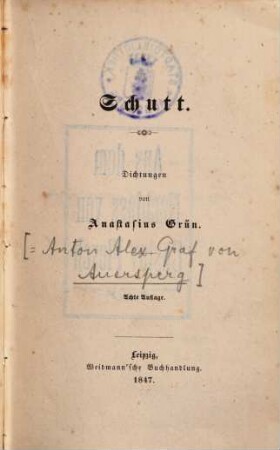 Schutt.
Dichtungen
von
Anastasius Grün.
[= Anton Alex. Graf von
Auersperg]
Achte Auflage.
Leipzig,
Weidmann'sche Buchhandlung.
1847.